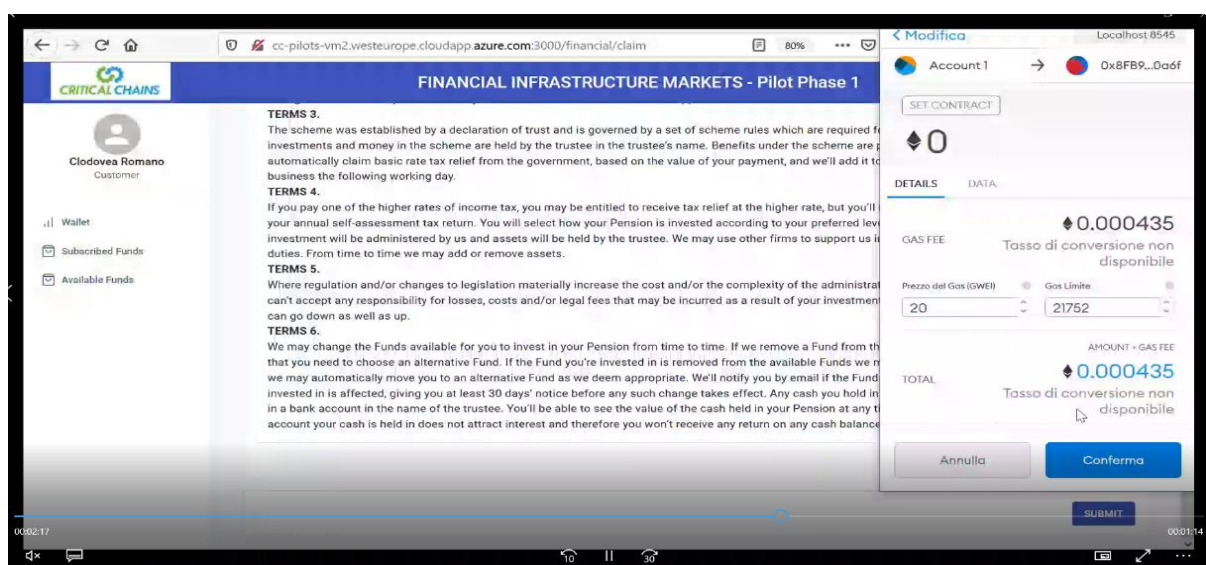 cc-pilots-vm2.westeurope.cloudapp.azure.com:3000/financial/claim
80%
CRITICAL CHAINS
FINANCIAL INFRASTRUCTURE MARKETS - Pilot Phase 1
Clodovea Romano
Customer
Wallet
Subscribed Funds
Available Funds
TERMS 3.
The scheme was established by a declaration of trust and is governed by a set of scheme rules which are required
investments and money in the scheme are held by the trustee in the trustee's name. Benefits under the scheme are
automatically claim basic rate tax relief from the government, based on the value of your payment, and we'll add it
business the following working day.
TERMS 4.
If you pay one of the higher rates of income tax, you may be entitled to receive tax relief at the higher rate, but you'll
your annual self-assessment tax return. You will select how your Pension is invested according to your preferred
investment will be administered by us and assets will be held by the trustee. We may use other firms to support us
duties. From time to time we may add or remove assets.
TERMS 5.
Where regulation and/or changes to legislation materially increase the cost and/or the complexity of the
can't accept any responsibility for losses, costs and/or legal fees that may be incurred as a result of your
can go down as well as up.
TERMS 6.
We may change the Funds available for you to invest in your Pension from time to time. If we remove a Fund from
that you need to choose an alternative Fund. If the Fund you're invested in is removed from the available Funds we
we may automatically move you to an alternative Fund as we deem appropriate. We'll notify you by email if the Fund
invested in is affected, giving you at least 30 days' notice before any such change takes effect. Any cash you hold in
in a bank account in the name of the trustee. You'll be able to see the value of the cash held in your Pension at any
account your cash is held in does not attract interest and therefore you won't receive any return on any cash balance
SUBMIT
< Modifica
Localhost 8545
Account 1 → 0x8FB9...0a6f
SET CONTRACT
0
DETAILS DATA
GAS FEE 0.000435
Tasso di conversione non
disponibile
Prezzo del Gas (GWEI) Gas Limite
20 21752
AMOUNT + GAS FEE
TOTAL 0.000435
Tasso di conversione non
disponibile
Annulla Conferma
00:02:17 00:01:14
10 30